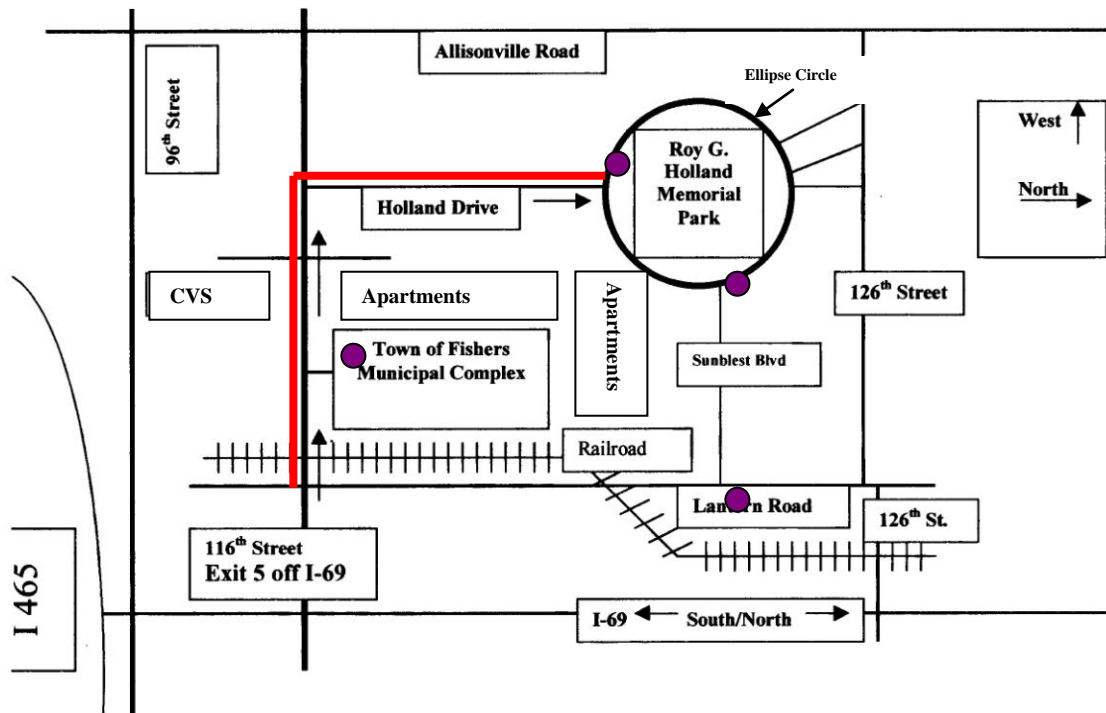 Allisonville Road
Ellipse Circle
96th Street
West
North
Roy G.
Holland
Memorial
Park
Holland Drive
CVS
Apartments
Apartments
126th Street
Town of Fishers
Municipal Complex
Sunblest Blvd
Railroad
Lantern Road
126th St.
116th Street
Exit 5 off I-69
I 465
I-69 South/North